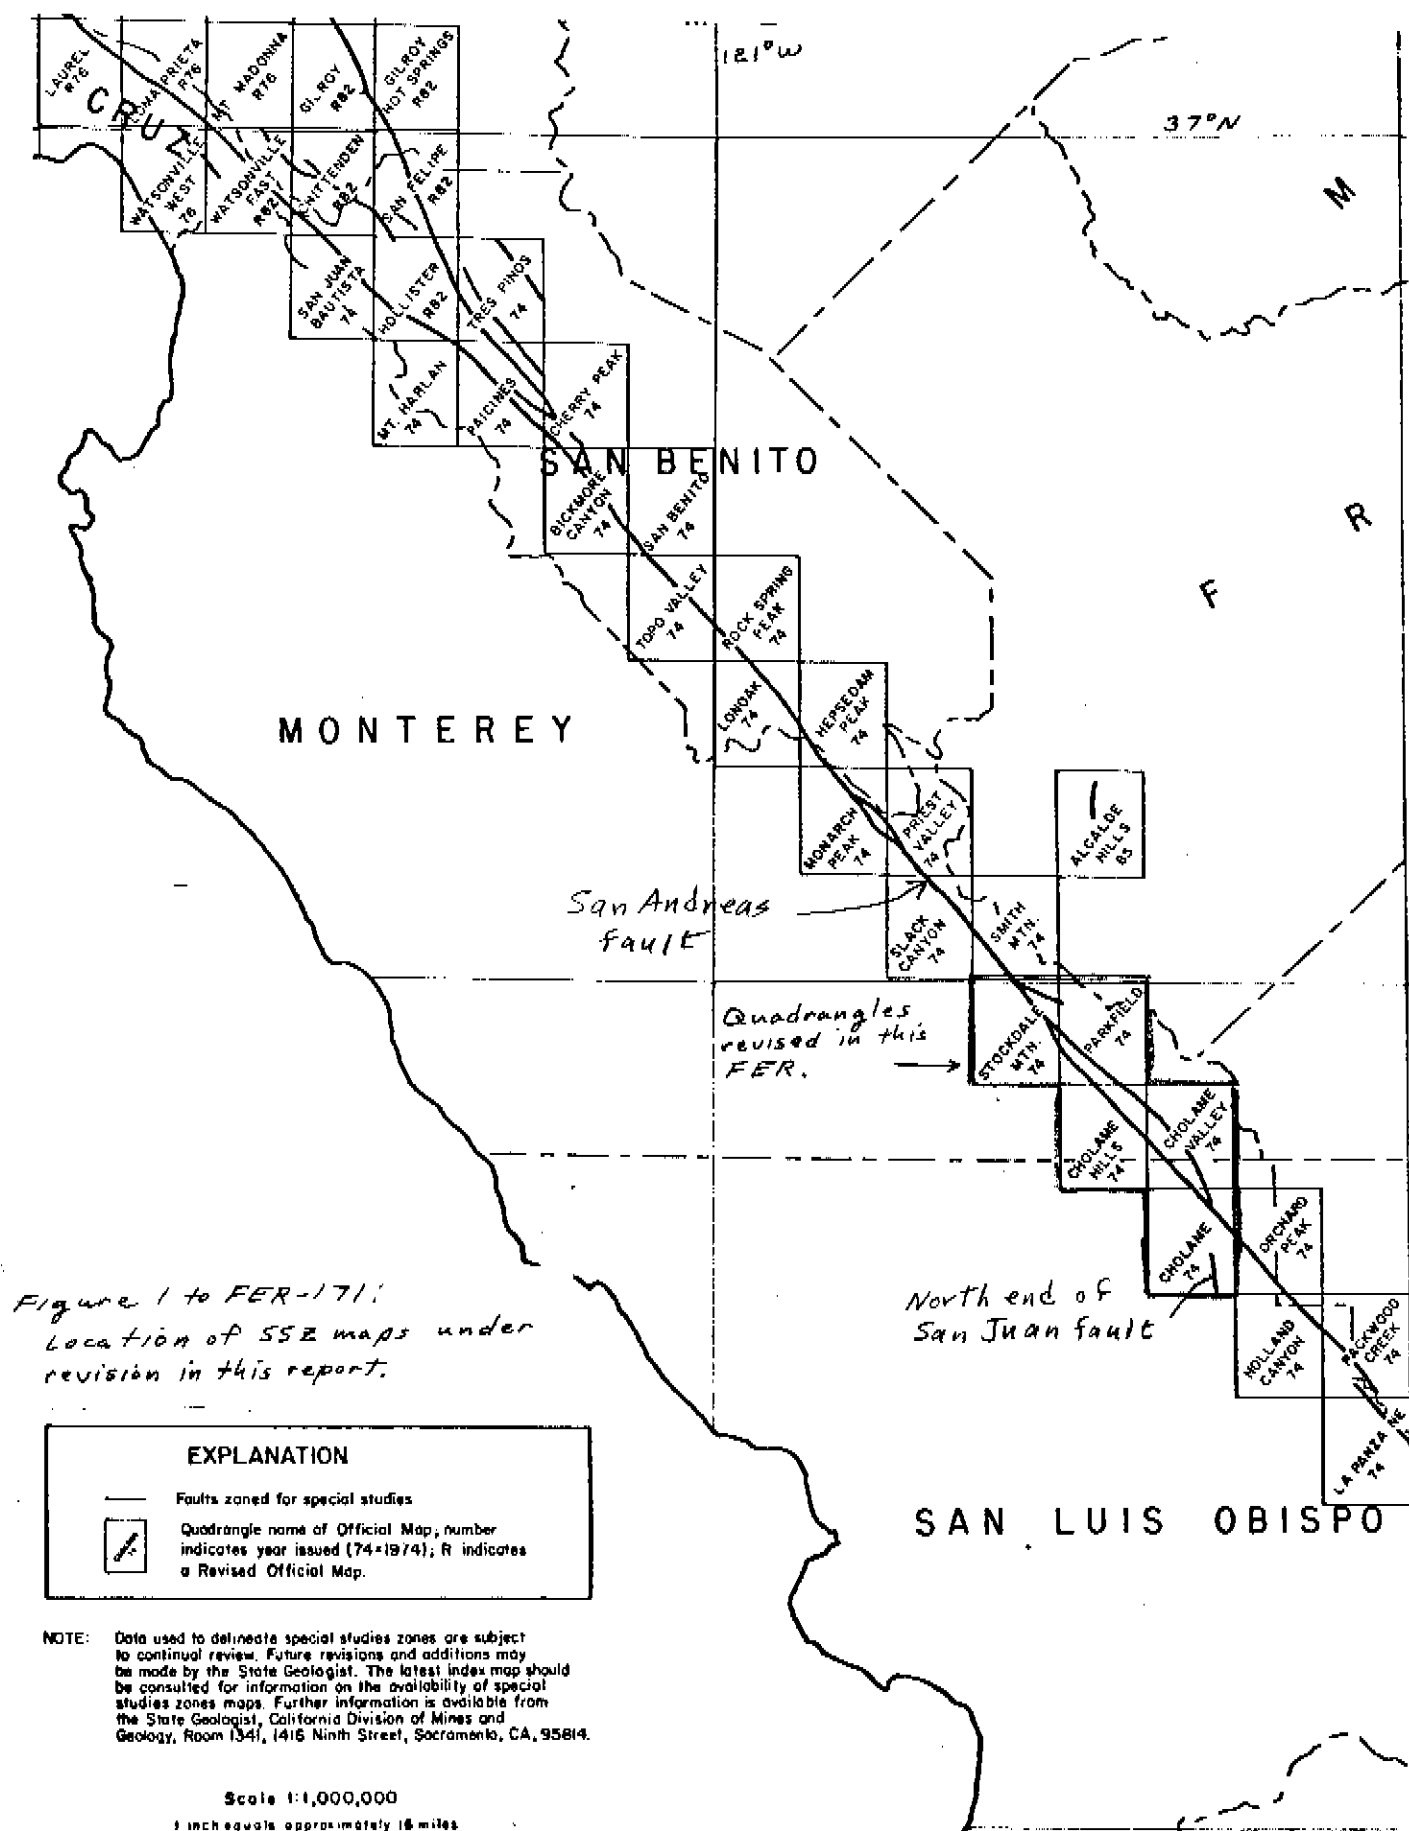 121°W
LAUREL
R76
LOMA PRIETA
R76
MT MADONNA
R76
GILROY
R82
GILROY
HOT SPRINGS
R82
CRUZ
37°N
WATSONVILLE
WEST
76
WATSONVILLE
EAST
R82
CHITTENDEN
R82
SAN FELIPE
R82
M
SAN JUAN
BAUTISTA
74
HOLLISTER
R82
TRES PINOS
74
MT. HARLAN
74
PAICINES
74
CHERRY PEAK
74
SAN BENITO
BICKMORE
CANYON
74
SAN BENITO
74
R
TOPO VALLEY
74
ROCK SPRING
PEAK
74
F
MONTEREY
LONOAK
74
HEPSEDAM
PEAK
74
MONARCH
PEAK
74
PRIEST
VALLEY
74
ALCALDE
HILLS
85
San Andreas
fault
SLACK
CANYON
74
SMITH
MTN.
74
Quadrangles
revised in this
FER.
STOCKDALE
MTN.
74
PARKFIELD
74
CHOLAME
HILLS
74
CHOLAME
VALLEY
74
CHOLAME
74
ORCHARD
PEAK
74
North end of
San Juan fault
HOLLAND
CANYON
74
PACKWOOD
CREEK
74
LA PANZA NE
74
Figure 1 to FER-171:
Location of SSZ maps under
revision in this report.
EXPLANATION
Faults zoned for special studies
Quadrangle name of Official Map; number
indicates year issued (74=1974); R indicates
a Revised Official Map.
SAN LUIS OBISPO
NOTE: Data used to delineate special studies zones are subject
to continual review. Future revisions and additions may
be made by the State Geologist. The latest index map should
be consulted for information on the availability of special
studies zones maps. Further information is available from
the State Geologist, California Division of Mines and
Geology, Room 1341, 1416 Ninth Street, Sacramento, CA, 95814.
Scale 1:1,000,000
1 inch equals approximately 16 miles